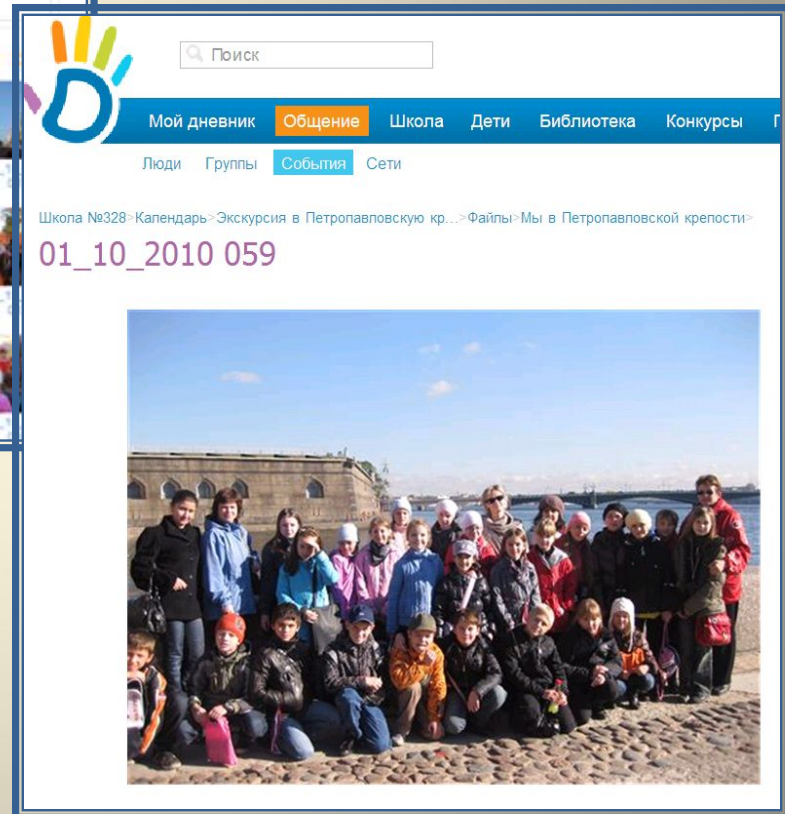 Поиск
Мой дневник Общение Школа Дети Библиотека Конкурсы
Люди Группы События Сети
Школа №328>Календарь>Экскурсия в Петропавловскую кр...>Файлы>Мы в Петропавловской крепости>
01_10_2010 059